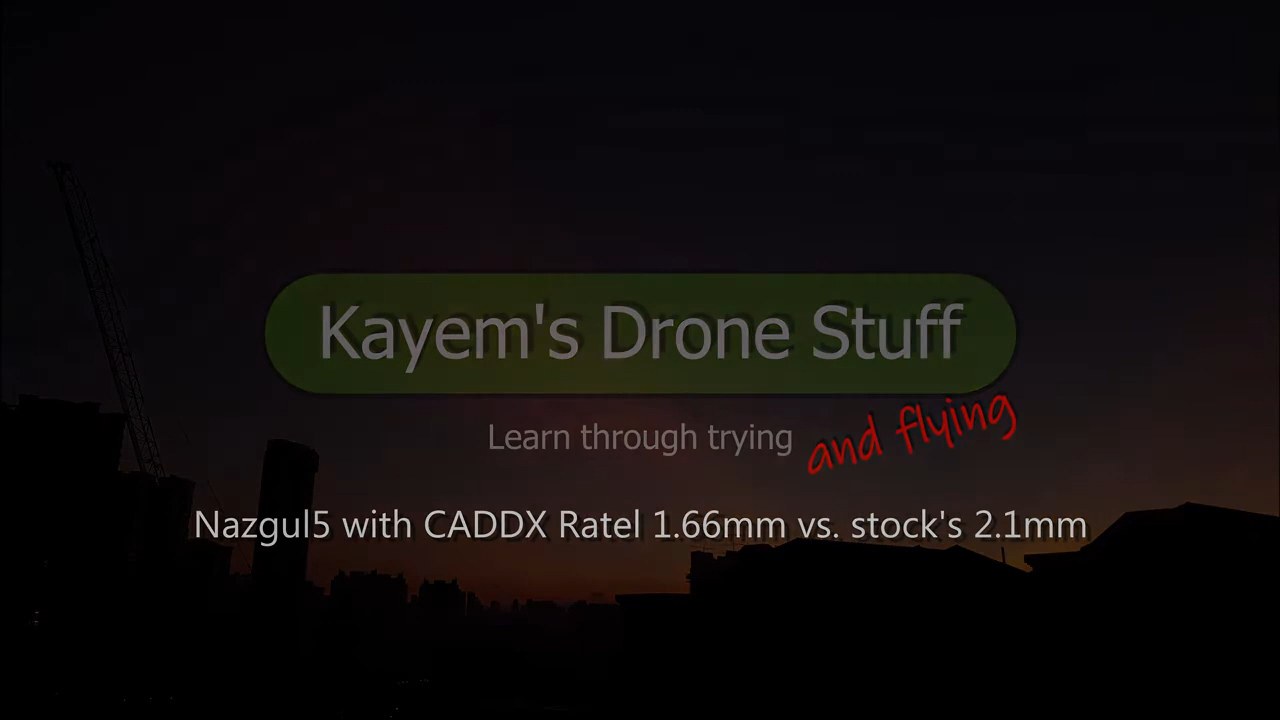 Kayem's Drone Stuff
Learn through trying and flying
Nazgul5 with CADDX Ratel 1.66mm vs. stock's 2.1mm